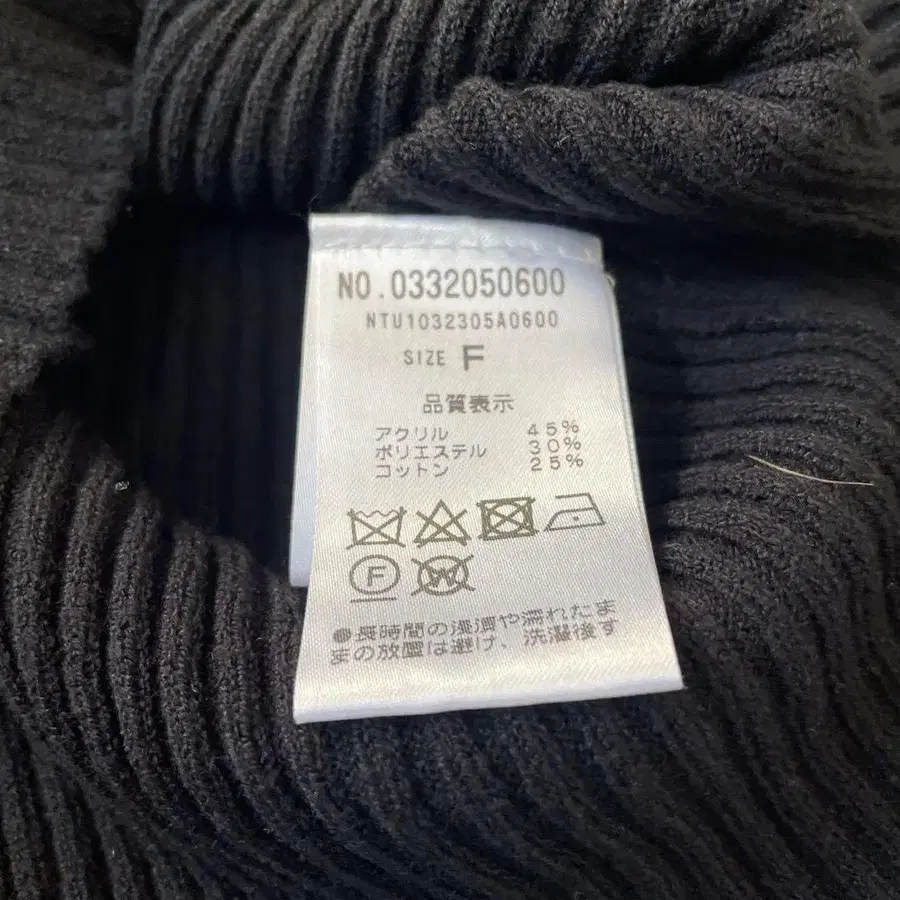 NO.0332050600
NTU1032305A0600
SIZE F
品質表示
アクリル 45%
ポリエステル 30%
コットン 25%
F W
●長時間の浸漬や濡れたま
まの放置は避け、洗濯後す